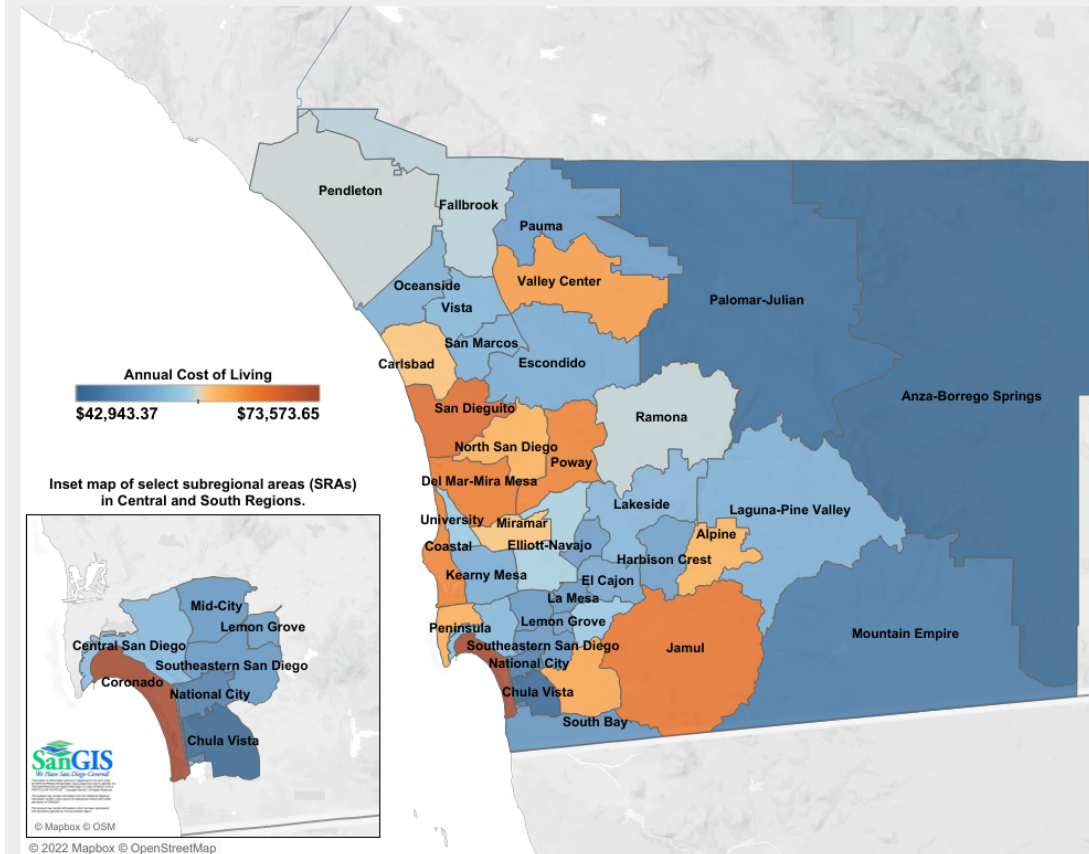 Pendleton
Fallbrook
Pauma
Oceanside
Valley Center
Vista
Palomar-Julian
San Marcos
Carlsbad
Escondido
Annual Cost of Living
$42,943.37 $73,573.65
San Dieguito
Ramona
Anza-Borrego Springs
North San Diego
Poway
Del Mar-Mira Mesa
Lakeside
Laguna-Pine Valley
University
Miramar
Alpine
Coastal
Elliott-Navajo
Harbison Crest
Kearny Mesa
El Cajon
La Mesa
Peninsula
Lemon Grove
Mountain Empire
Southeastern San Diego
Jamul
National City
Chula Vista
South Bay
Inset map of select subregional areas (SRAs)
in Central and South Regions.
Mid-City
Lemon Grove
Central San Diego
Southeastern San Diego
Coronado
National City
Chula Vista
SanGIS
We Have San Diego Covered!
© Mapbox © OSM
© 2022 Mapbox © OpenStreetMap